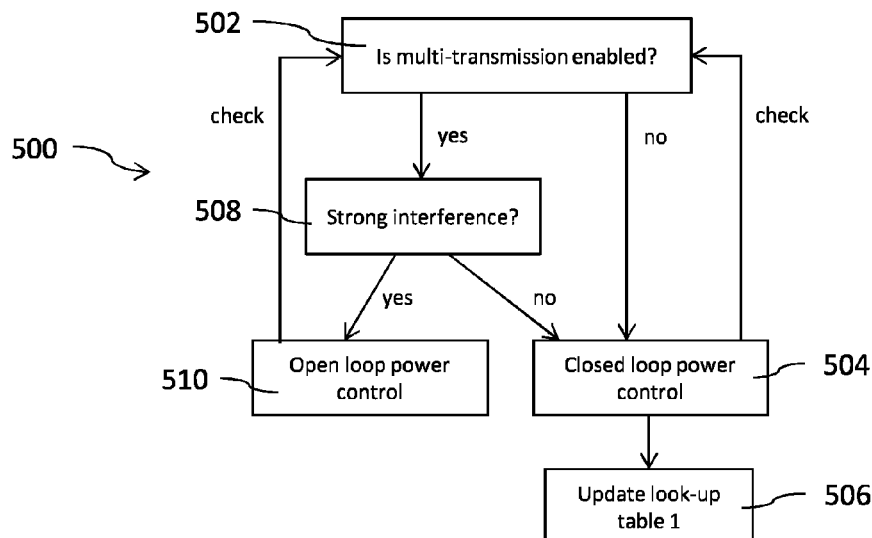 502
Is multi-transmission enabled?
check
yes
no
check
500
508
Strong interference?
yes
no
510
Open loop power
control
Closed loop power
control
504
Update look-up
table 1
506